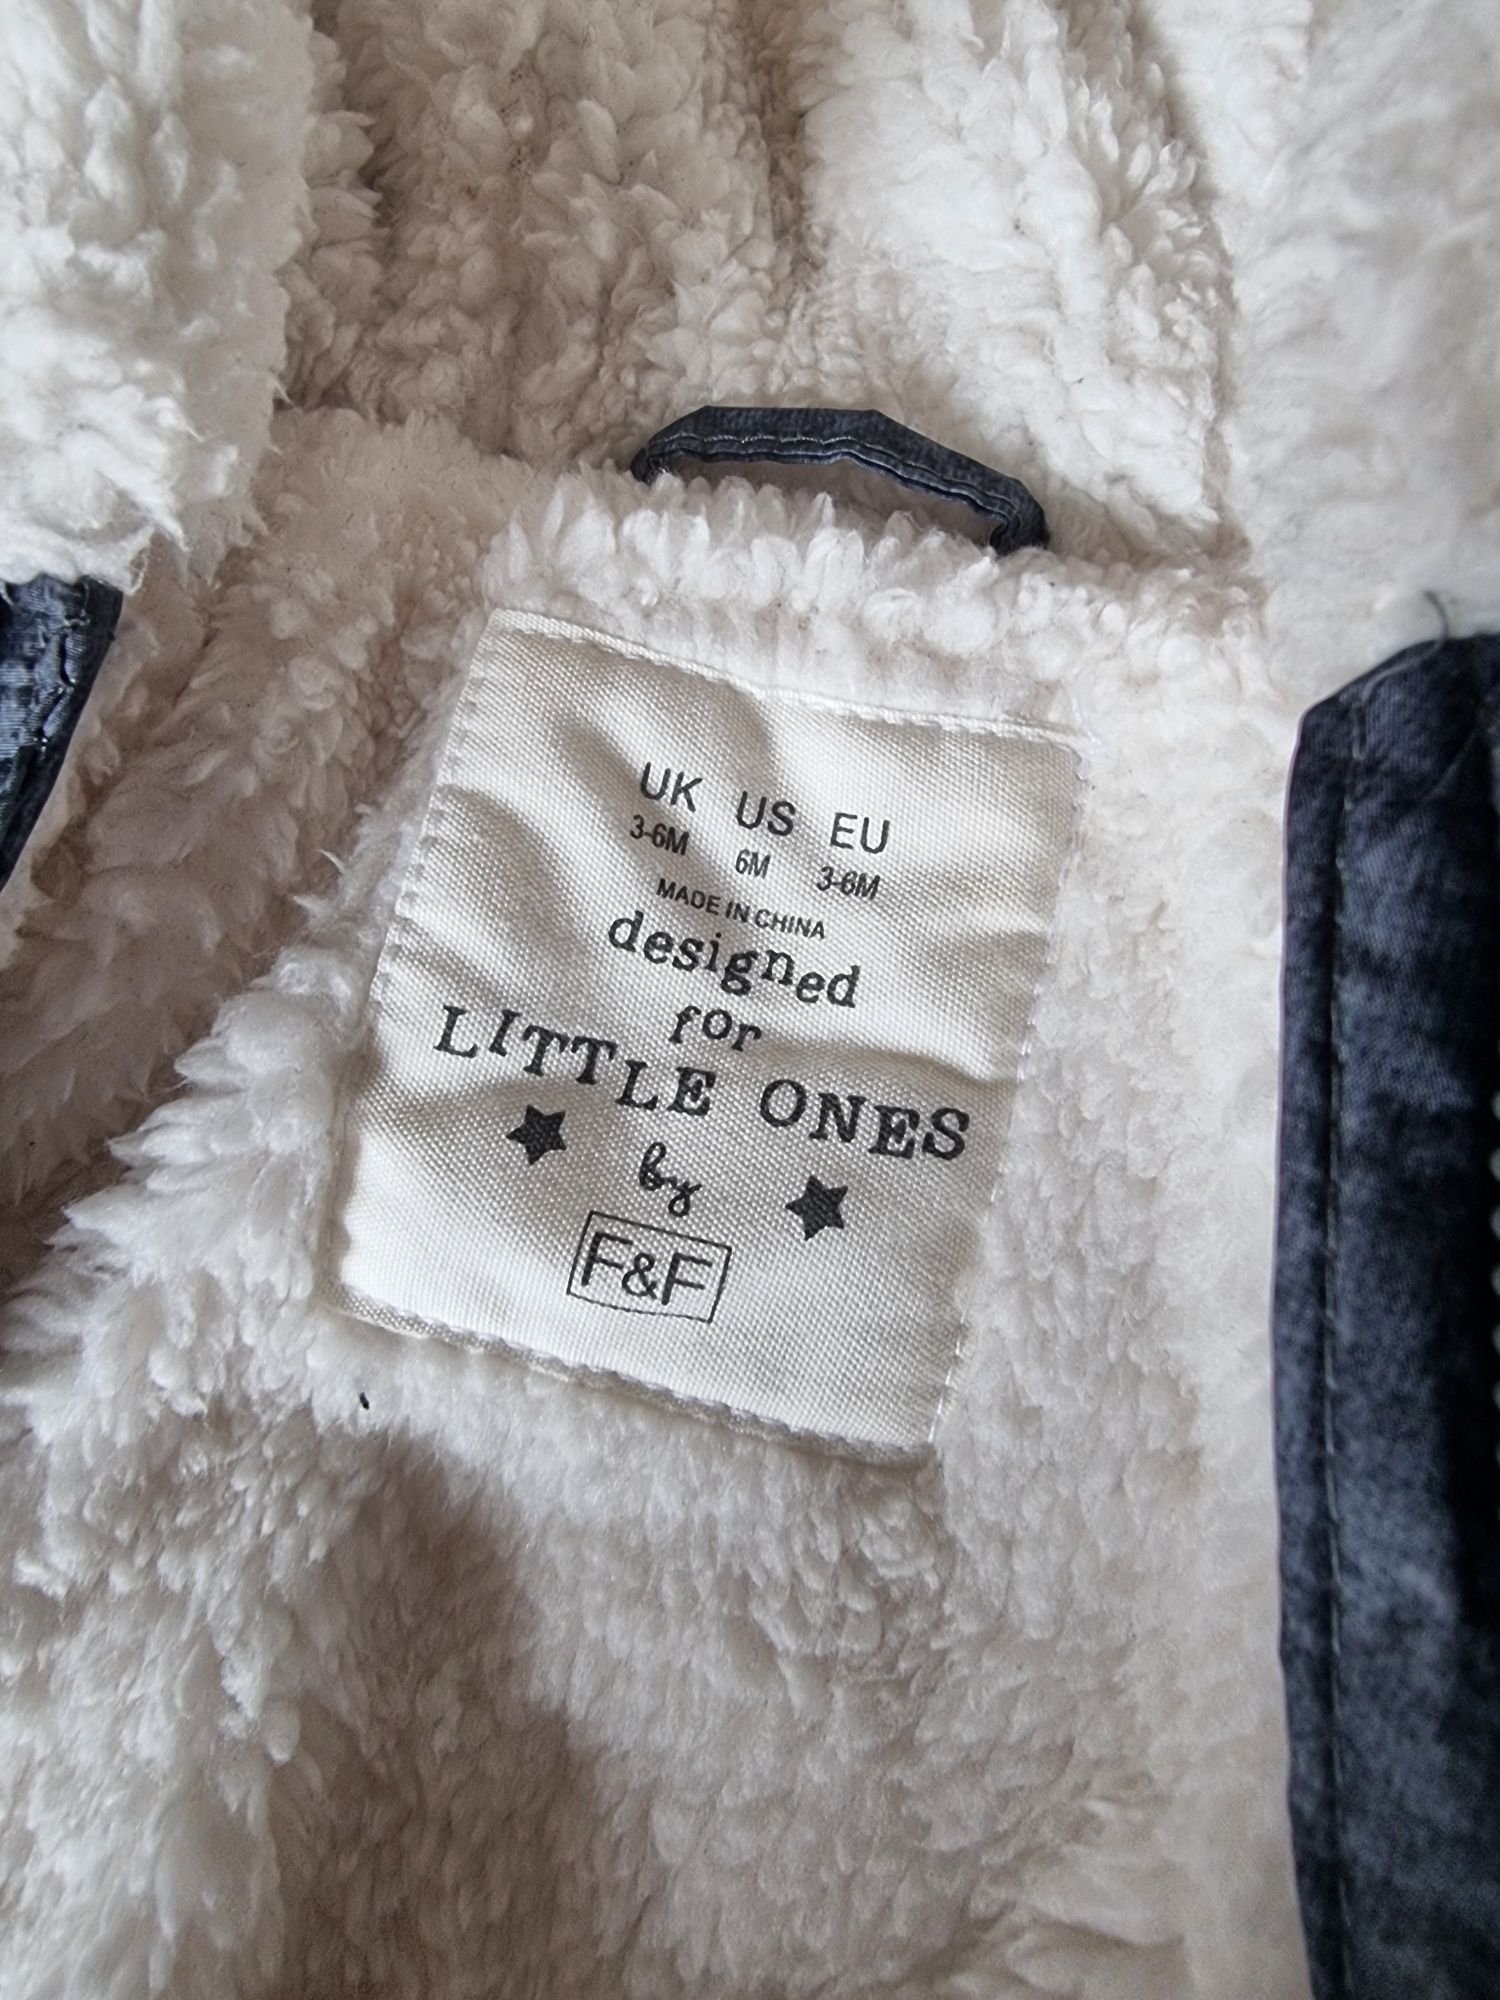 UK US EU
3-6M 6M 3-6M
MADE IN CHINA
designed
for
LITTLE ONES
by
F&F